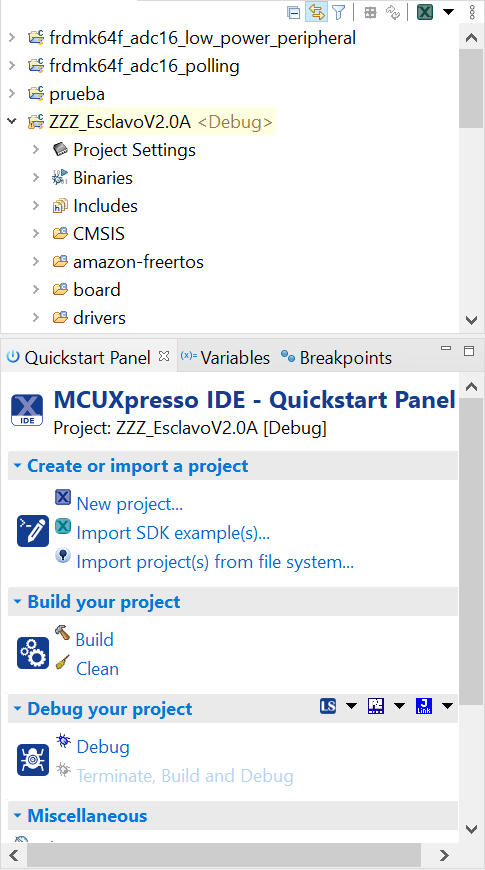 frdmk64f_adc16_low_power_peripheral
frdmk64f_adc16_polling
prueba
ZZZ_EsclavoV2.0A <Debug>
Project Settings
Binaries
Includes
CMSIS
amazon-freertos
board
drivers
Quickstart Panel (x)= Variables Breakpoints
IDE
MCUXpresso IDE - Quickstart Panel
Project: ZZZ_EsclavoV2.0A [Debug]
Create or import a project
New project...
Import SDK example(s)...
Import project(s) from file system...
Build your project
Build
Clean
Debug your project LS J Link
Debug
Terminate, Build and Debug
Miscellaneous